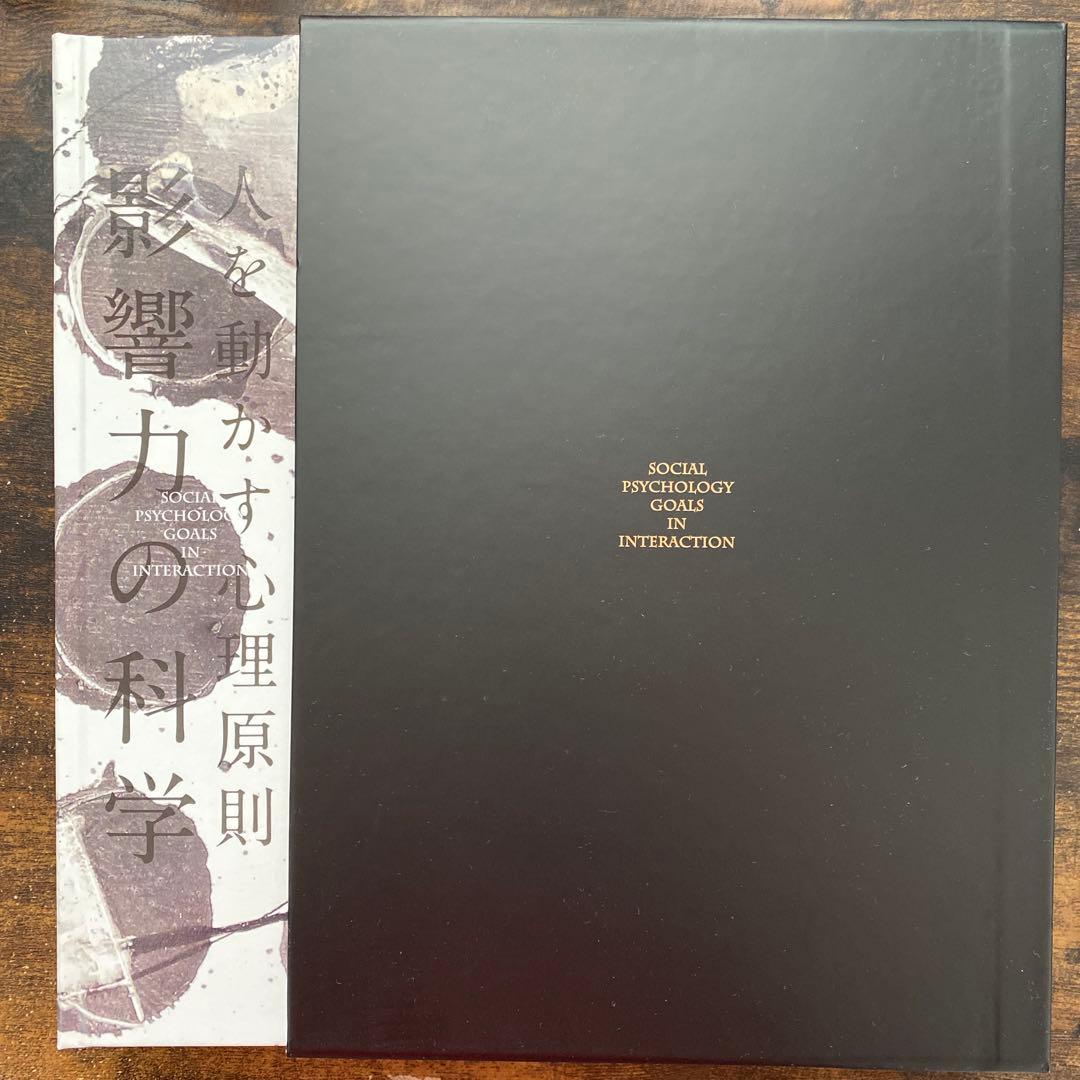 人を動かす心理原則
影響力の科学
SOCIAL
PSYCHOLOGY
GOALS
IN
INTERACTION
SOCIAL
PSYCHOLOGY
GOALS
IN
INTERACTION